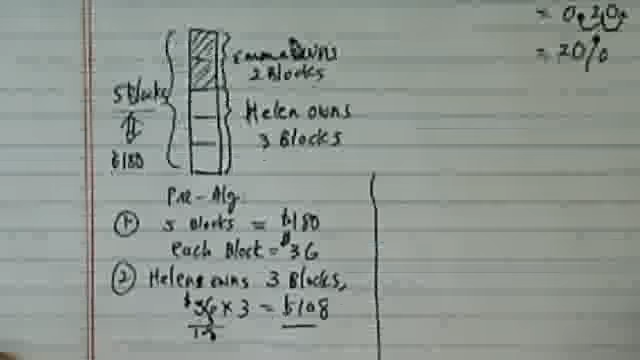 = 0.20
= 20%
Emma owns
2 Blocks
5 blocks
$180
Helen owns
3 Blocks
Pre-Alg
① 5 Blocks = $180
each Block = $36
② Helen owns 3 Blocks,
$36 × 3 = $108